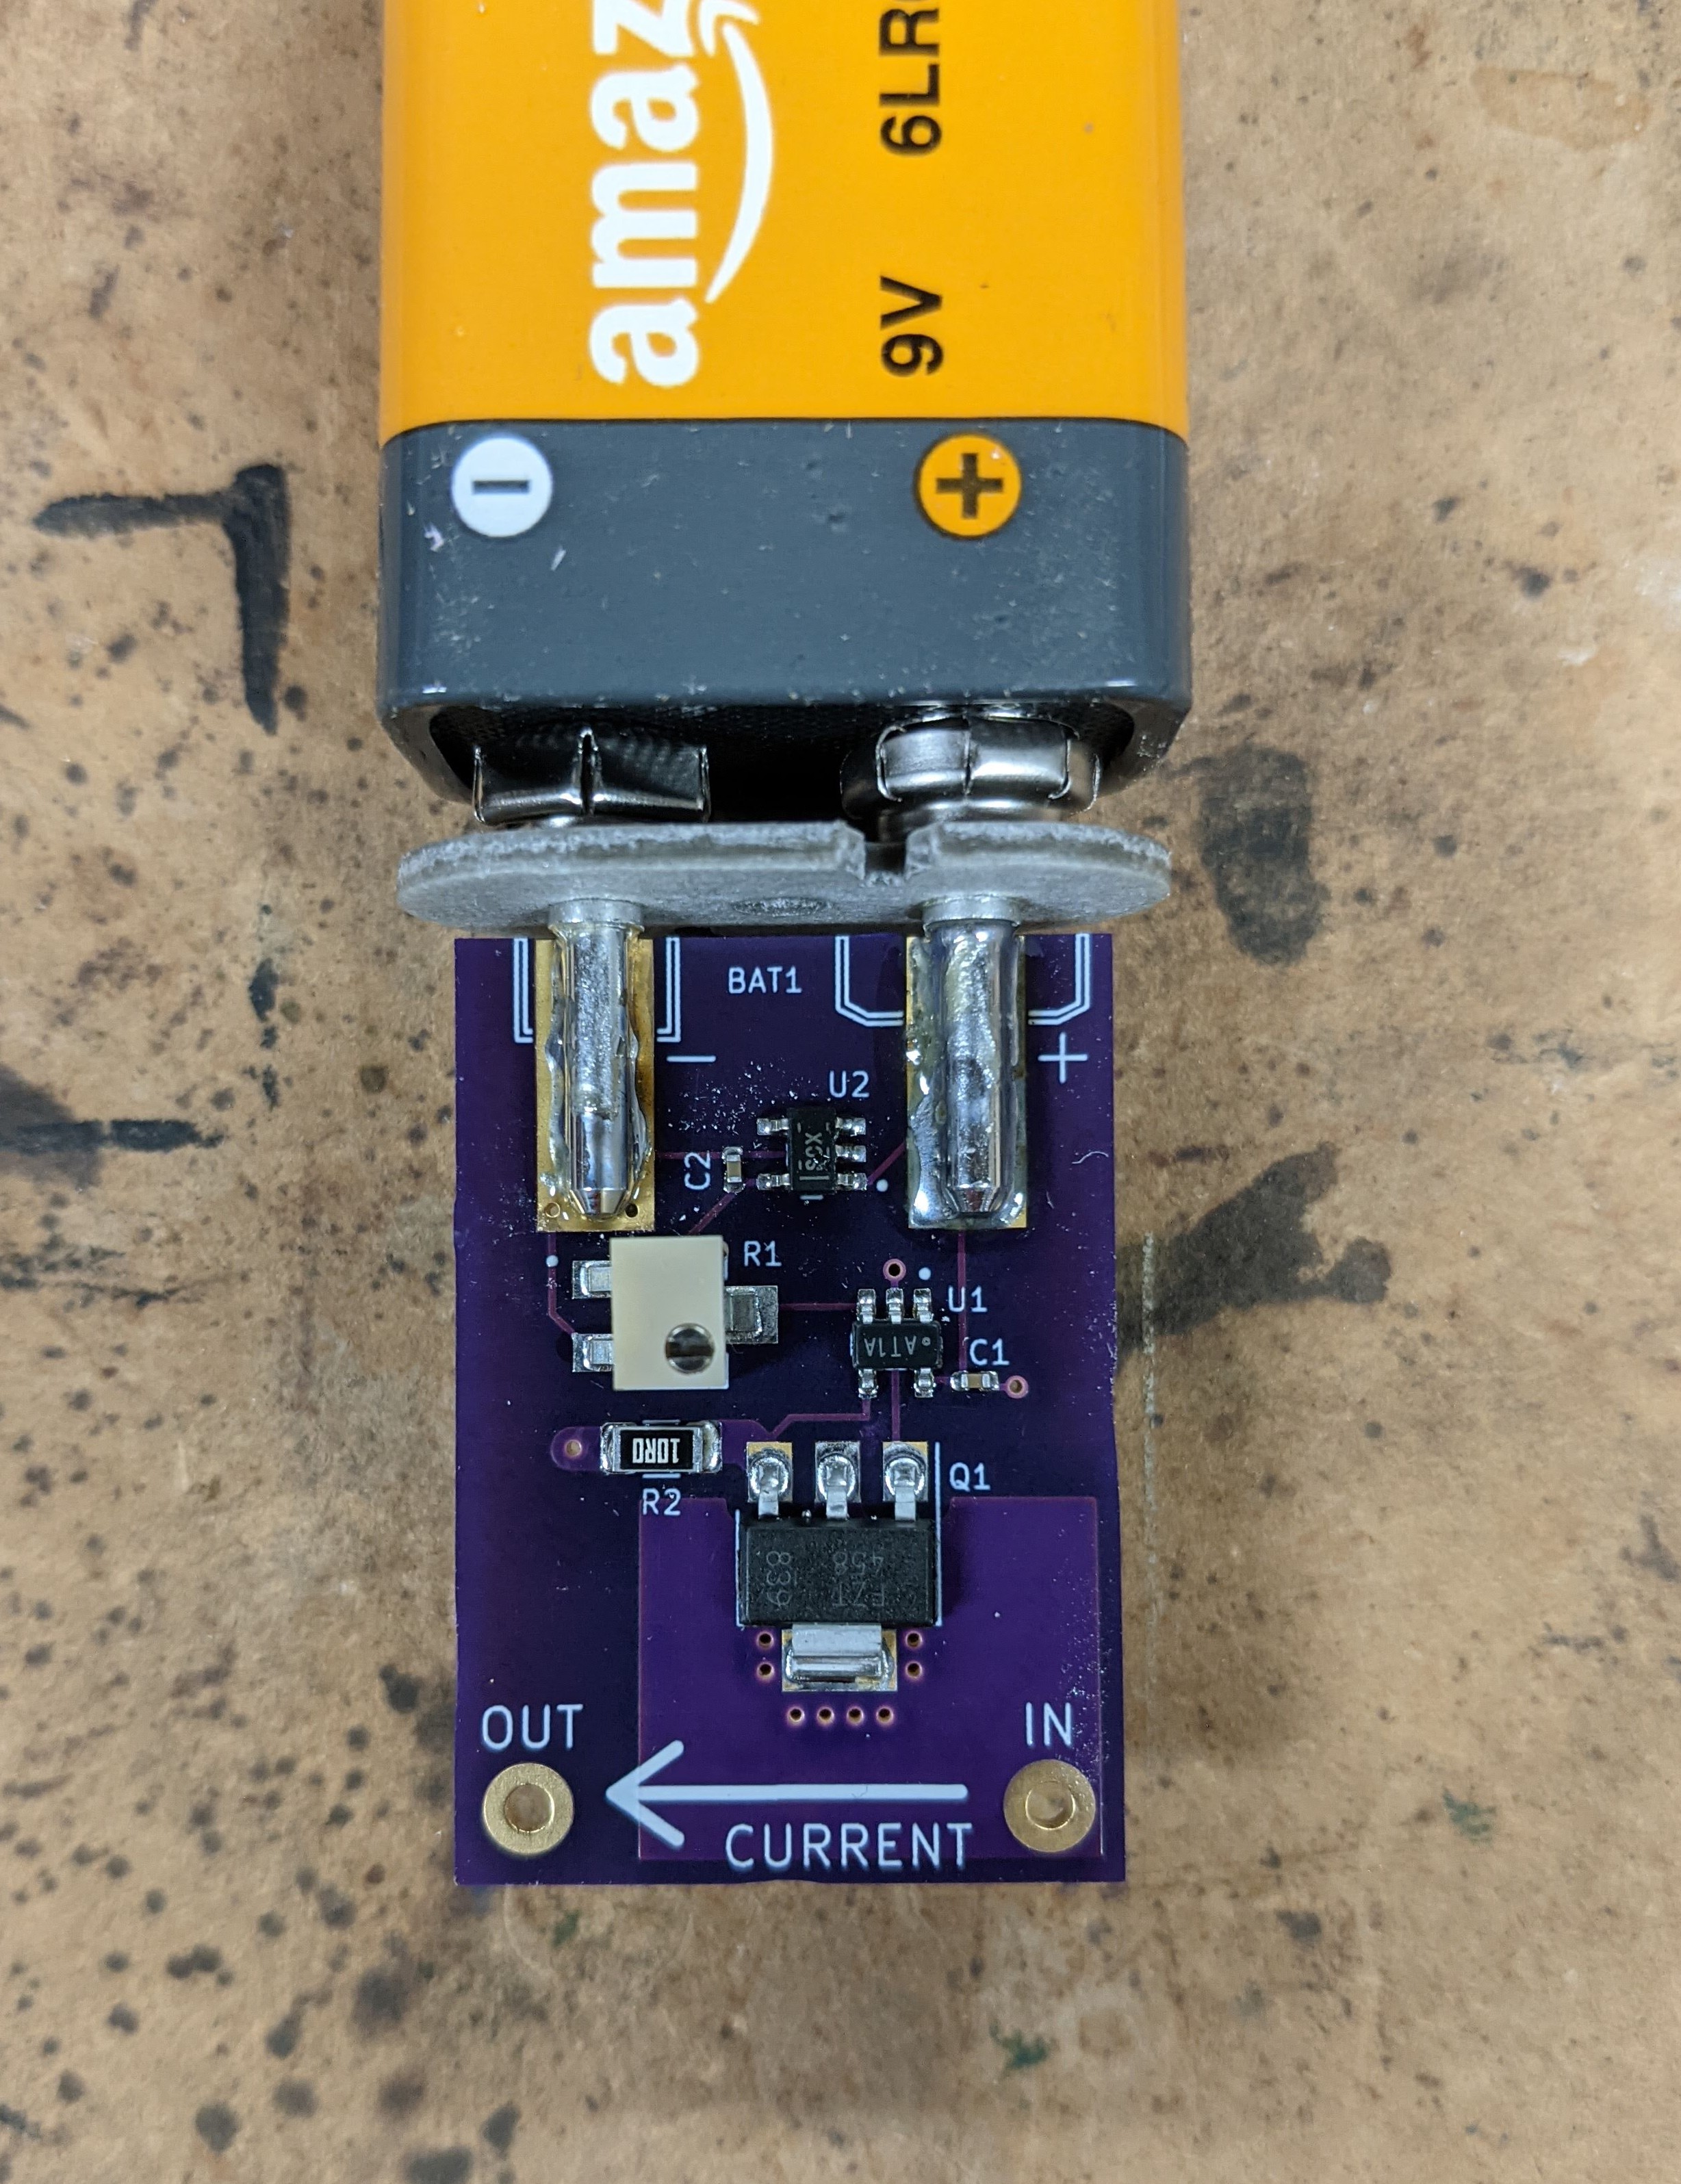 amaz
9V 6LR
−
+
BAT1
−
+
U2
C2
R1
U1
AT1A
C1
10R0
R2
Q1
FZT
458
839
OUT
IN
CURRENT